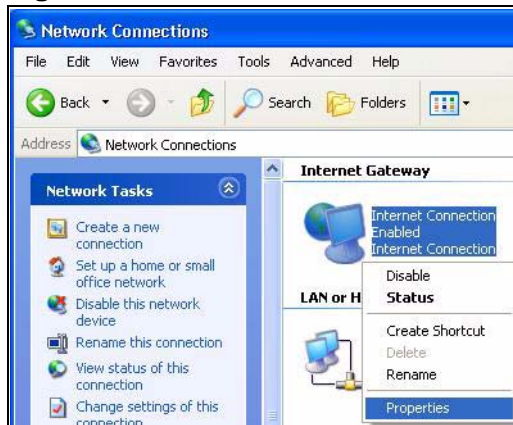 Network Connections
File Edit View Favorites Tools Advanced Help
Back Search Folders
Address Network Connections
Network Tasks
Create a new
connection
Set up a home or small
office network
Disable this network
device
Rename this connection
View status of this
connection
Change settings of this
connection
Internet Gateway
Internet Connection
Enabled
Internet Connection
LAN or H
Disable
Status
Create Shortcut
Delete
Rename
Properties